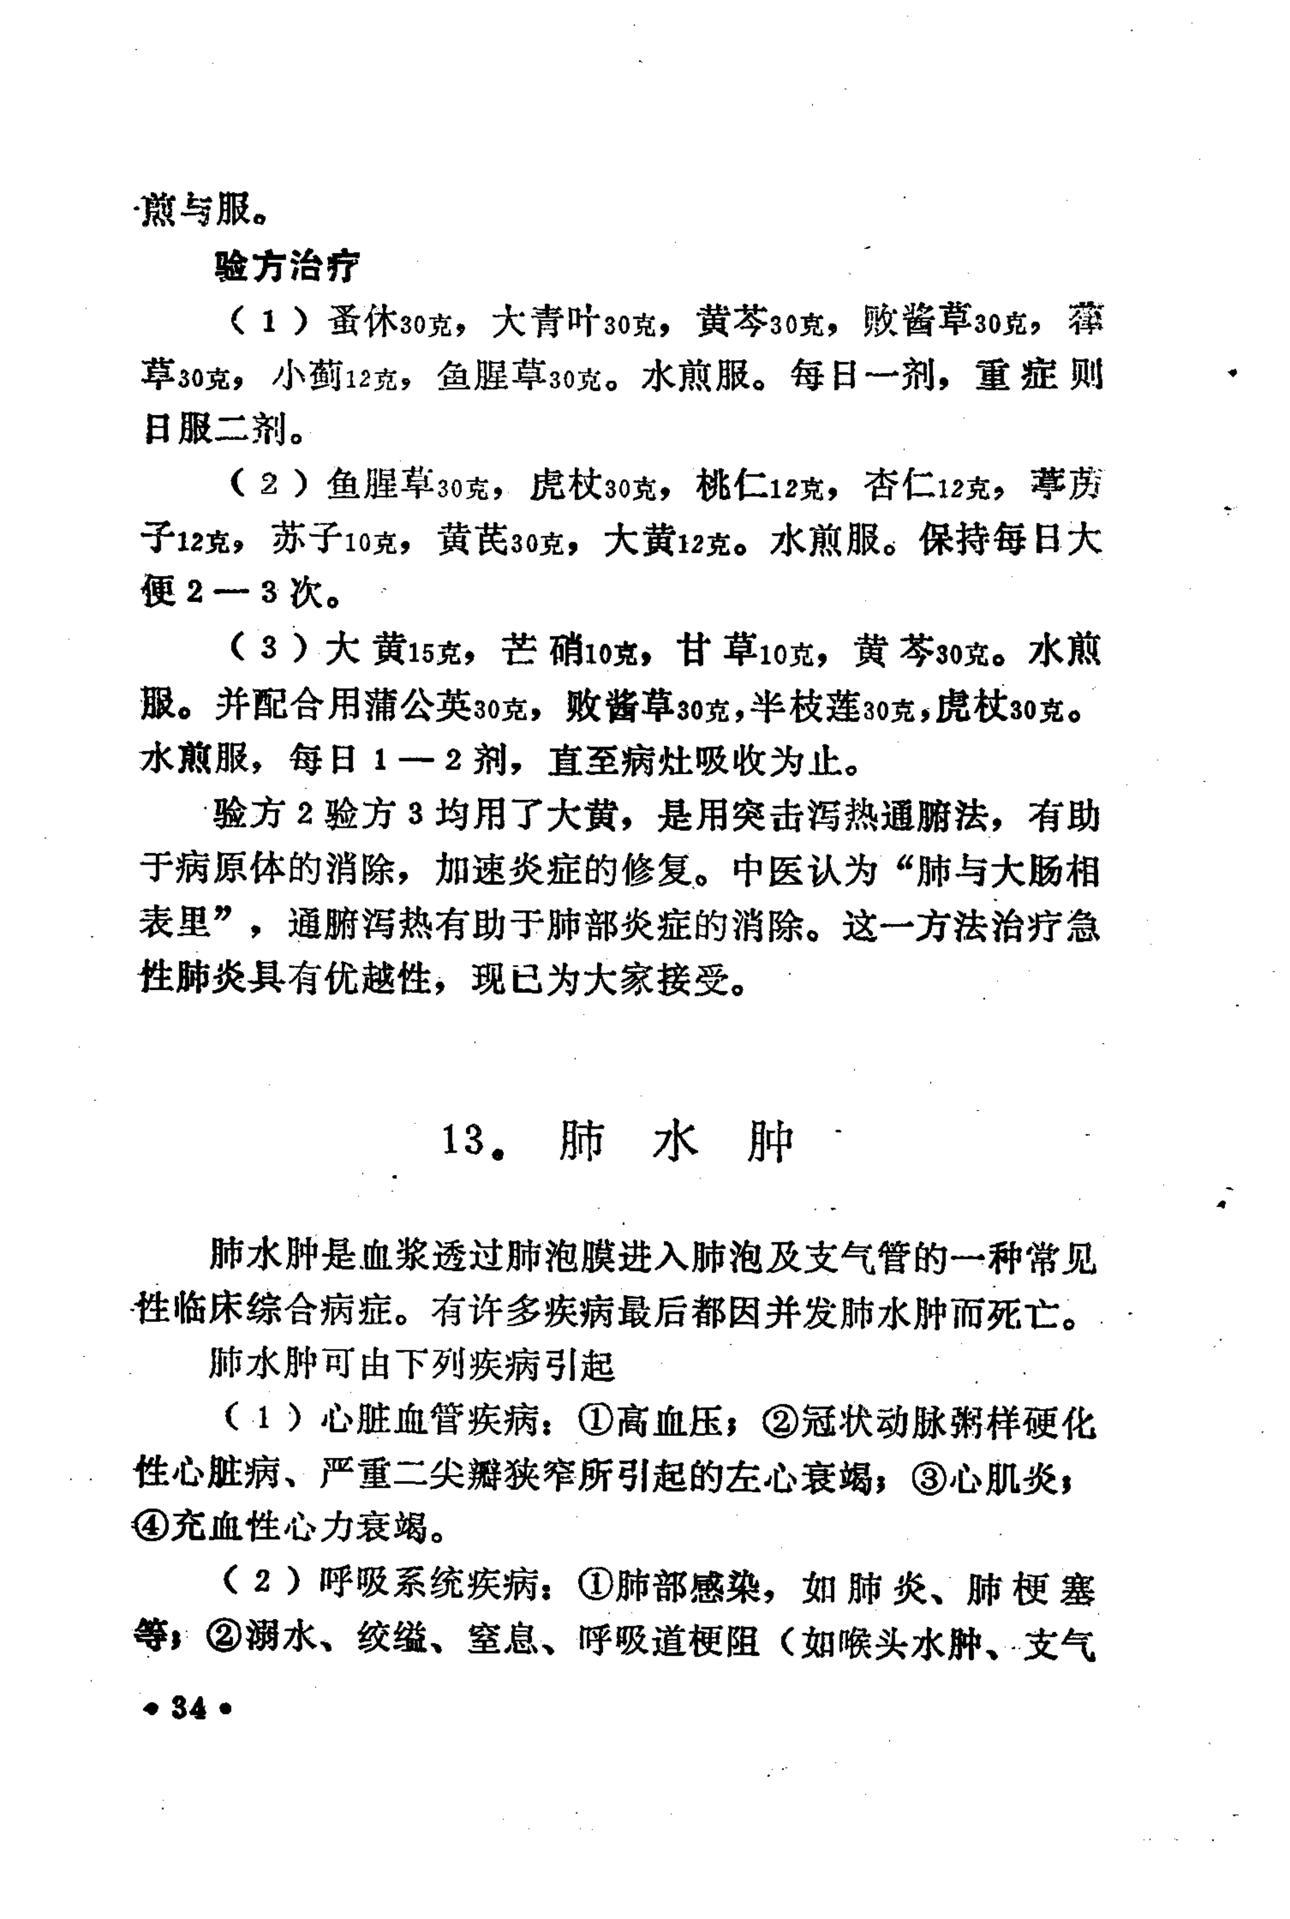 煎与服。
验方治疗
（1）蚤休30克，大青叶30克，黄芩30克，败酱草30克，葎
草30克，小蓟12克，鱼腥草30克。水煎服。每日一剂，重症则
日服二剂。
（2）鱼腥草30克，虎杖30克，桃仁12克，杏仁12克，葶苈
子12克，苏子10克，黄芪30克，大黄12克。水煎服。保持每日大
便2—3次。
（3）大黄15克，芒硝10克，甘草10克，黄芩30克。水煎
服。并配合用蒲公英30克，败酱草30克，半枝莲30克，虎杖30克。
水煎服，每日1—2剂，直至病灶吸收为止。
验方2验方3均用了大黄，是用突击泻热通腑法，有助
于病原体的消除，加速炎症的修复。中医认为“肺与大肠相
表里”，通腑泻热有助于肺部炎症的消除。这一方法治疗急
性肺炎具有优越性，现已为大家接受。
13．肺水肿
肺水肿是血浆透过肺泡膜进入肺泡及支气管的一种常见
性临床综合病症。有许多疾病最后都因并发肺水肿而死亡。
肺水肿可由下列疾病引起
（1）心脏血管疾病：①高血压；②冠状动脉粥样硬化
性心脏病、严重二尖瓣狭窄所引起的左心衰竭；③心肌炎；
④充血性心力衰竭。
（2）呼吸系统疾病：①肺部感染，如肺炎、肺梗塞
等；②溺水、绞缢、窒息、呼吸道梗阻（如喉头水肿、支气
•34•